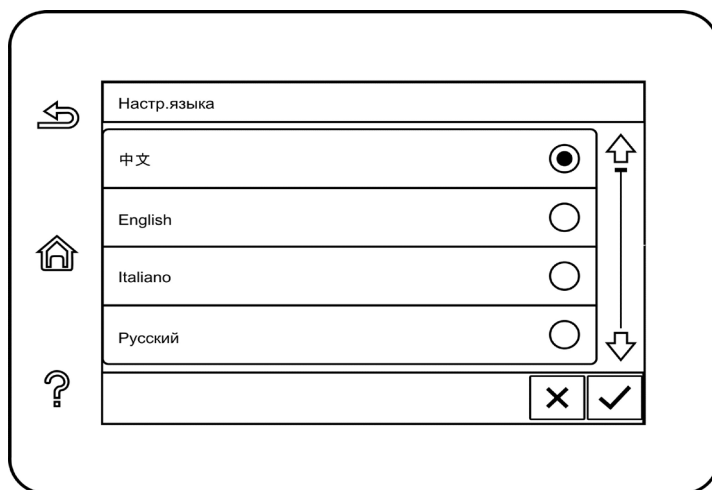 Настр.языка
中文
English
Italiano
Русский